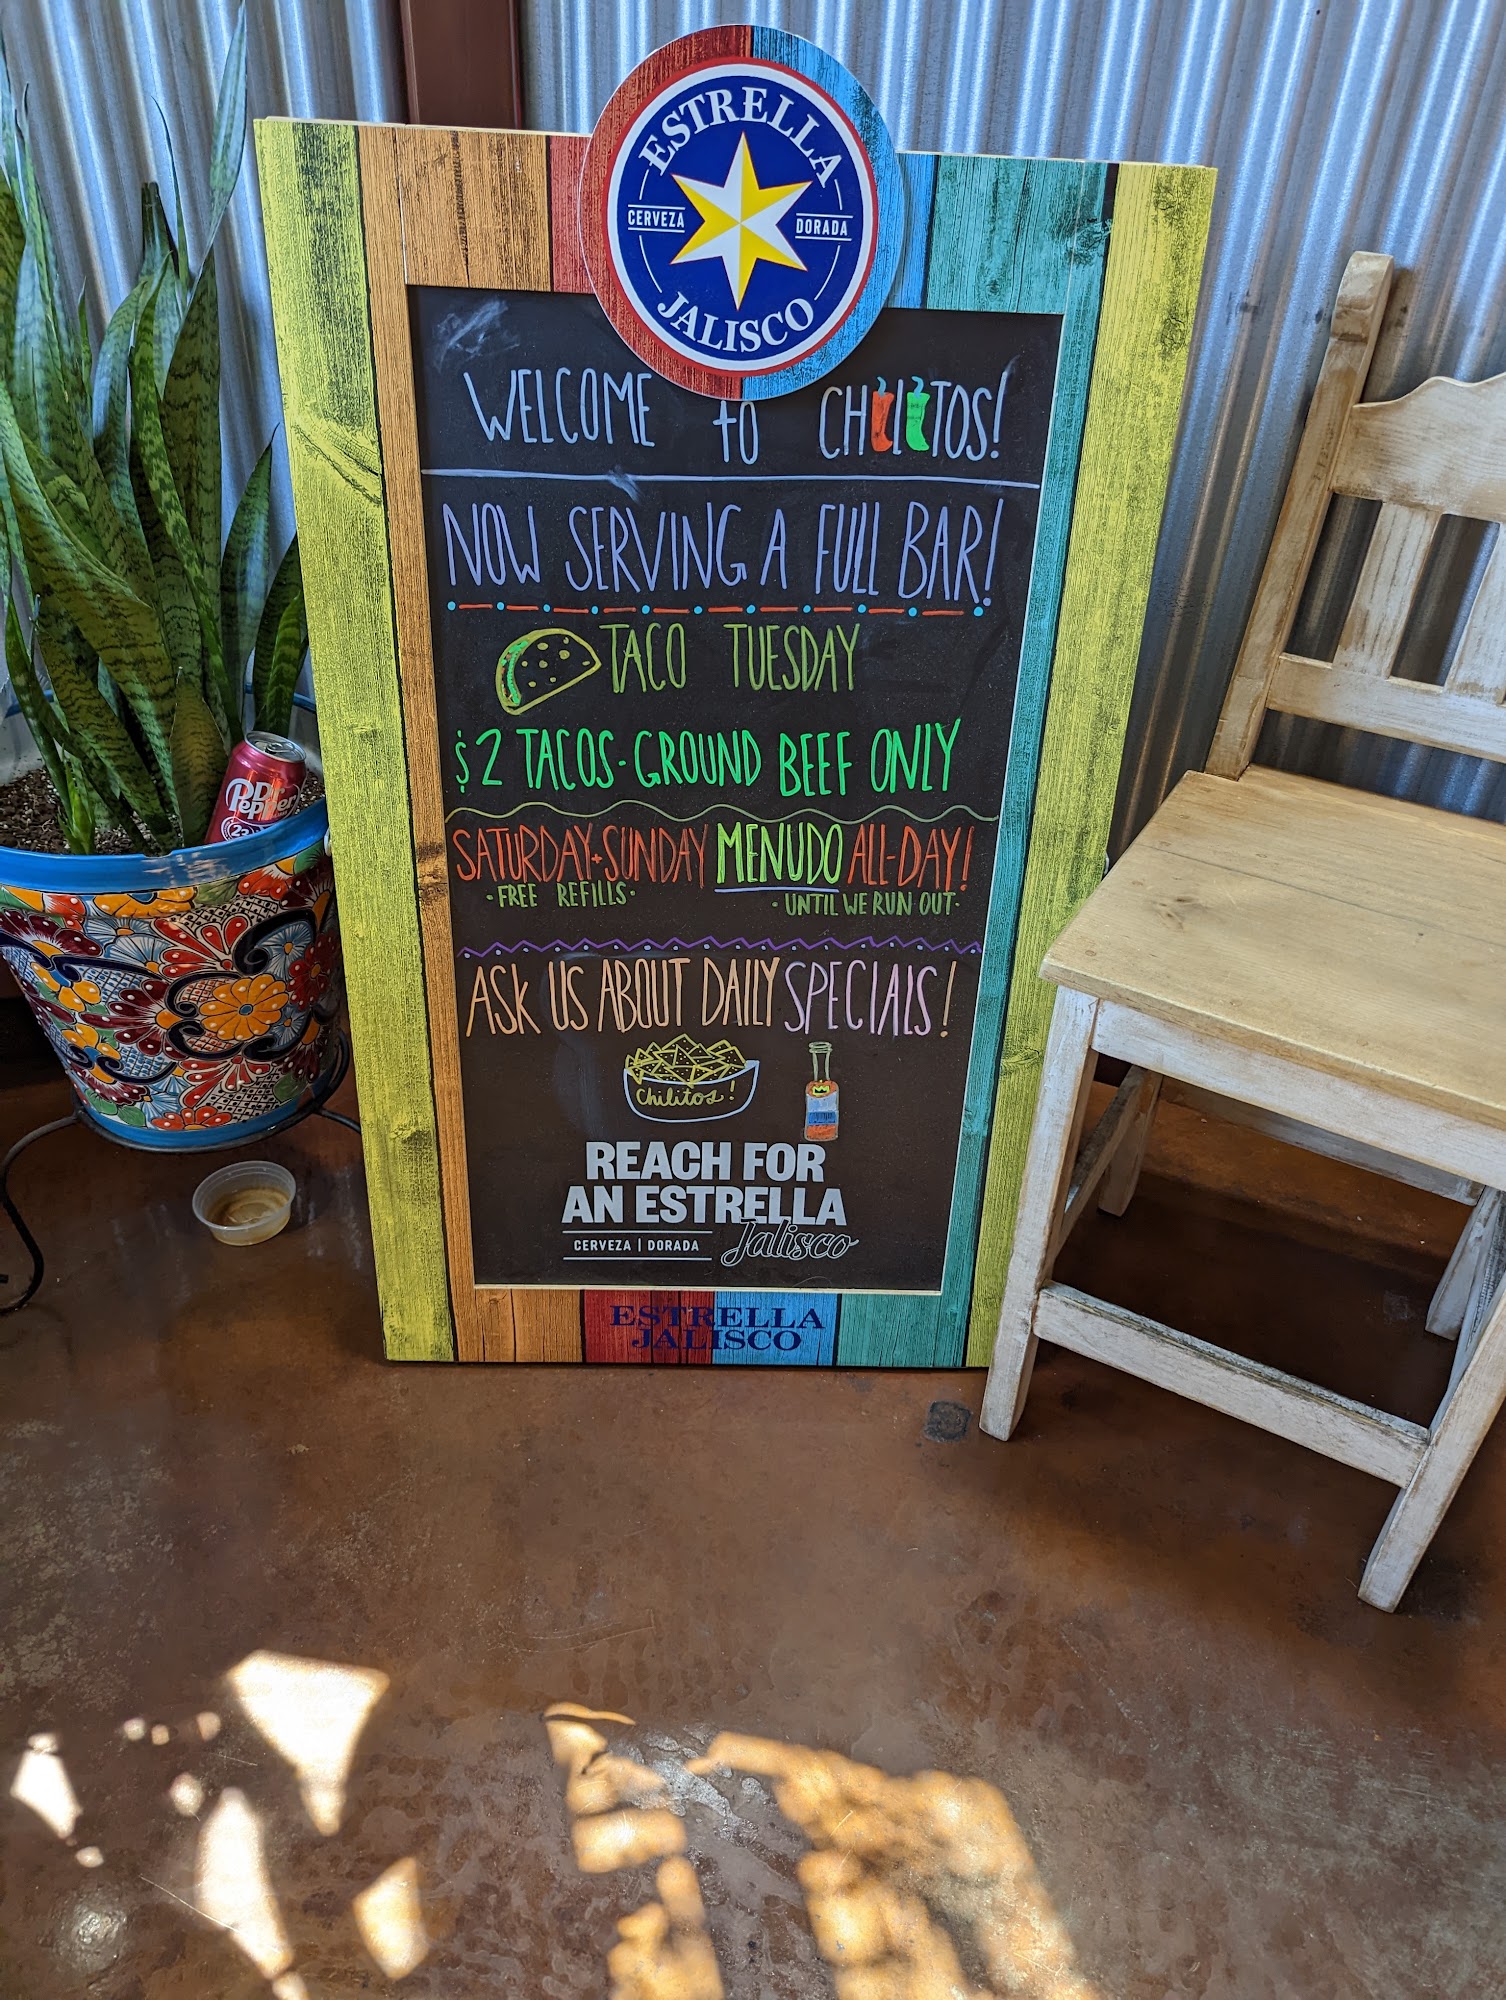 ESTRELLA
CERVEZA DORADA
JALISCO
WELCOME to CHILITOS!
NOW SERVING A FULL BAR!
TACO TUESDAY
$2 TACOS - GROUND BEEF ONLY
SATURDAY + SUNDAY MENUDO ALL-DAY!
• FREE REFILLS • • UNTIL WE RUN OUT •
ASK US ABOUT DAILY SPECIALS!
Chilitos!
REACH FOR
AN ESTRELLA
CERVEZA | DORADA Jalisco
ESTRELLA
JALISCO
Dr
Pepper
23